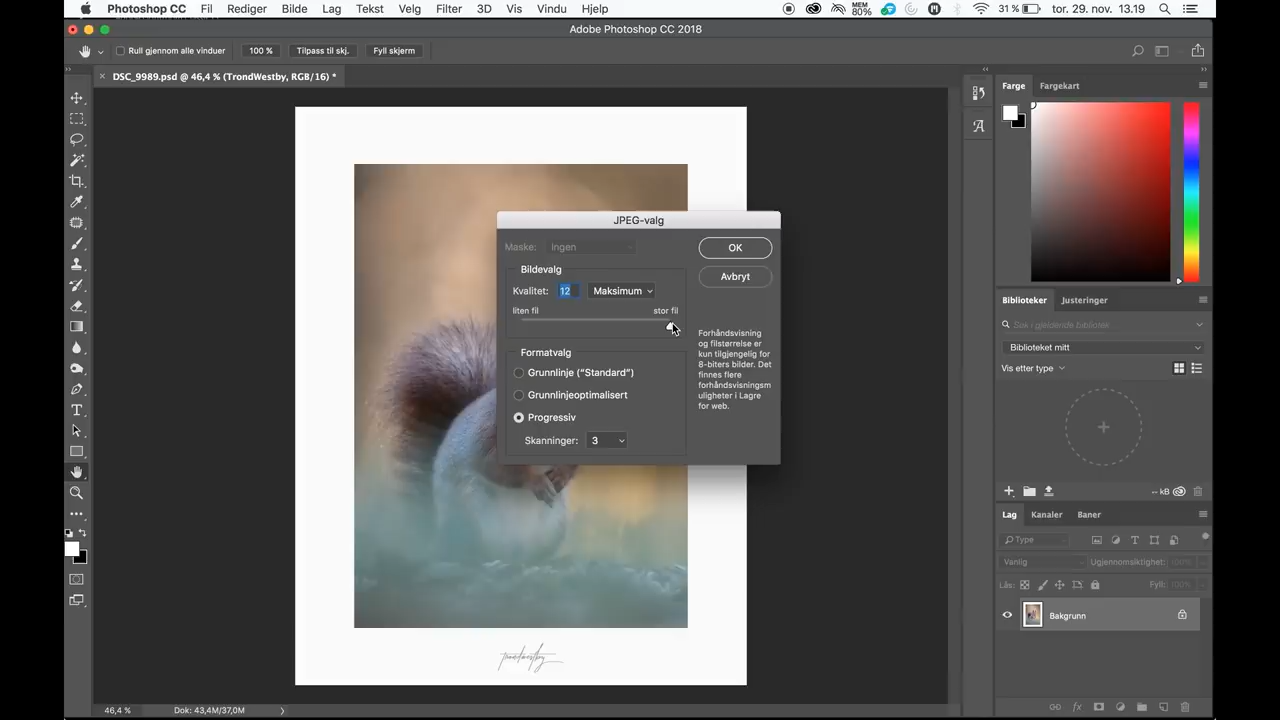 Photoshop CC Fil Rediger Bilde Lag Tekst Velg Filter 3D Vis Vindu Hjelp MEM 80% 31 % tor. 29. nov. 13.19
Adobe Photoshop CC 2018
Rull gjennom alle vinduer 100 % Tilpass til skj. Fyll skjerm
DSC_9989.psd @ 46,4 % (TrondWestby, RGB/16) *
Farge Fargekart
JPEG-valg
Maske: Ingen
OK
Bildevalg
Avbryt
Kvalitet: 12 Maksimum
liten fil stor fil
Forhåndsvisning
og filstørrelse er
kun tilgjengelig for
8-biters bilder. Det
finnes flere
forhåndsvisningsm
uligheter i Lagre
for web.
Formatvalg
Grunnlinje ("Standard")
Grunnlinjeoptimalisert
Progressiv
Skanninger: 3
Biblioteker Justeringer
Søk i gjeldende bibliotek
Biblioteket mitt
Vis etter type
-- kB
Lag Kanaler Baner
Type
Vanlig Ugjennomsiktighet: 100%
Lås: Fyll: 100%
Bakgrunn
trondwestby
46,4 % Dok: 43,4M/37,0M